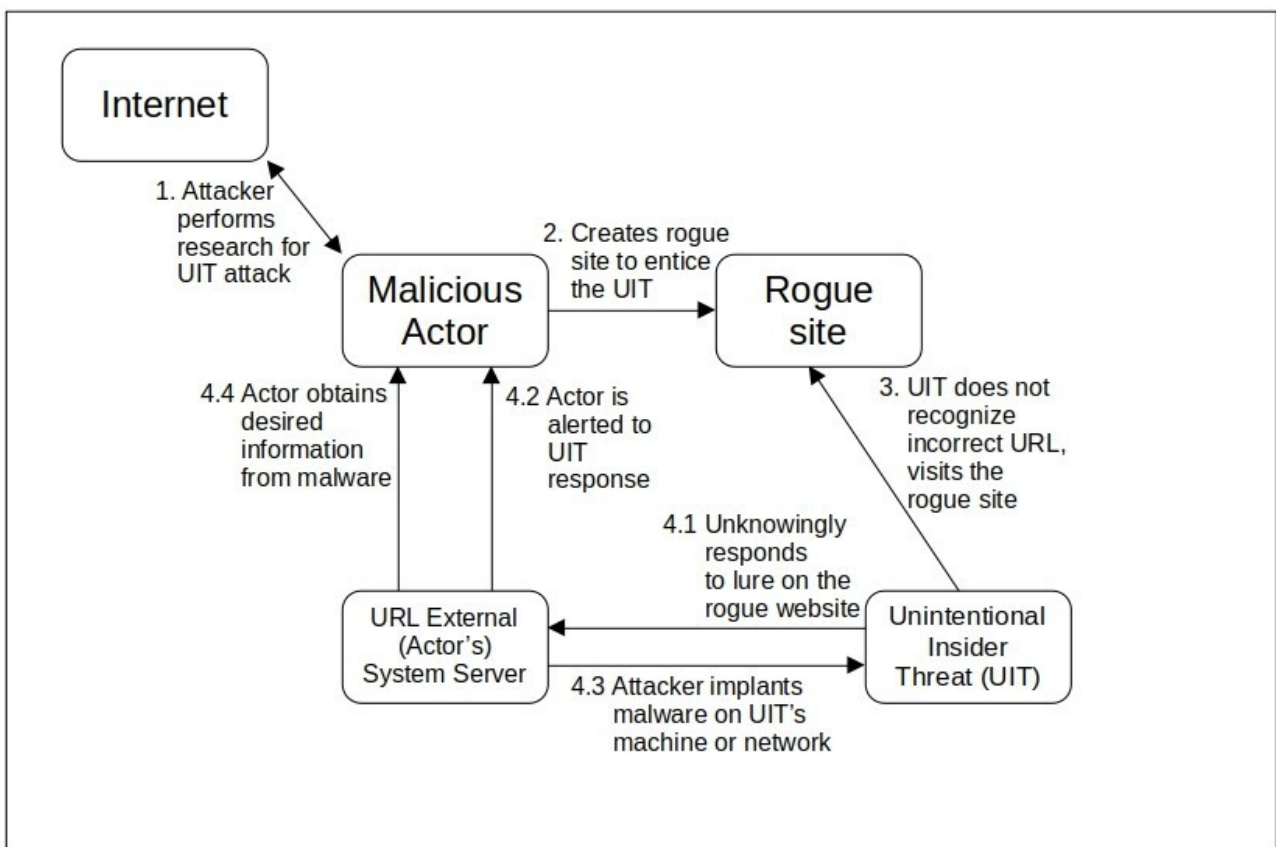 Internet
1. Attacker
performs
research for
UIT attack
2. Creates rogue
site to entice
the UIT
Malicious
Actor
Rogue
site
4.4 Actor obtains
desired
information
from malware
4.2 Actor is
alerted to
UIT
response
3. UIT does not
recognize
incorrect URL,
visits the
rogue site
4.1 Unknowingly
responds
to lure on the
rogue website
URL External
(Actor’s)
System Server
Unintentional
Insider
Threat (UIT)
4.3 Attacker implants
malware on UIT’s
machine or network